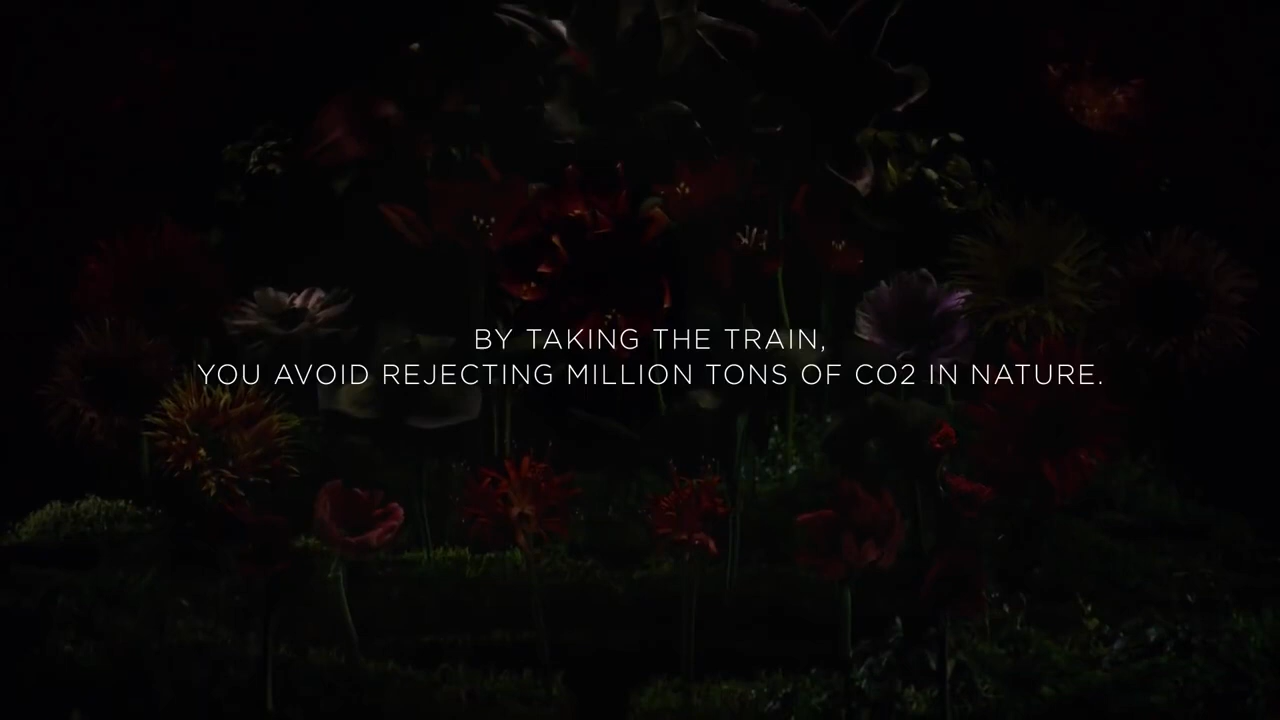 BY TAKING THE TRAIN,
YOU AVOID REJECTING MILLION TONS OF CO2 IN NATURE.